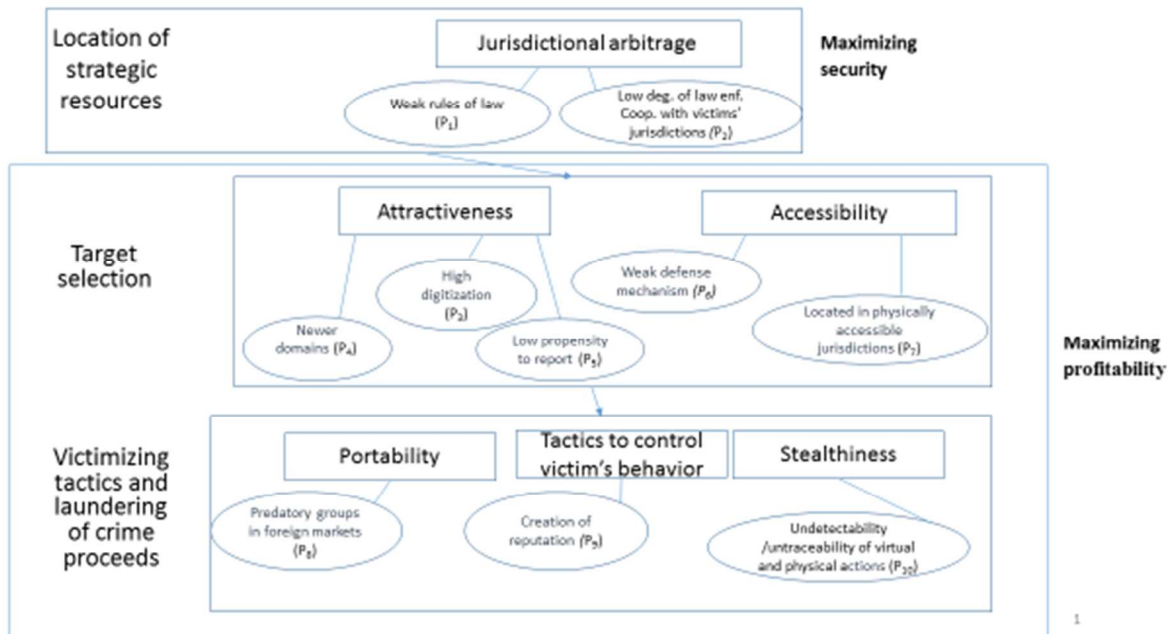 Location of
strategic
resources
Jurisdictional arbitrage
Weak rules of law
(P1)
Low deg. of law enf.
Coop. with victims'
jurisdictions (P2)
Maximizing
security
Target
selection
Attractiveness
Newer
domains (P4)
High
digitization
(P3)
Low propensity
to report (P5)
Accessibility
Weak defense
mechanism (P6)
Located in physically
accessible
jurisdictions (P7)
Maximizing
profitability
Victimizing
tactics and
laundering
of crime
proceeds
Portability
Predatory groups
in foreign markets
(P8)
Tactics to control
victim's behavior
Creation of
reputation (P9)
Stealthiness
Undetectability
/untraceability of virtual
and physical actions (P10)
1